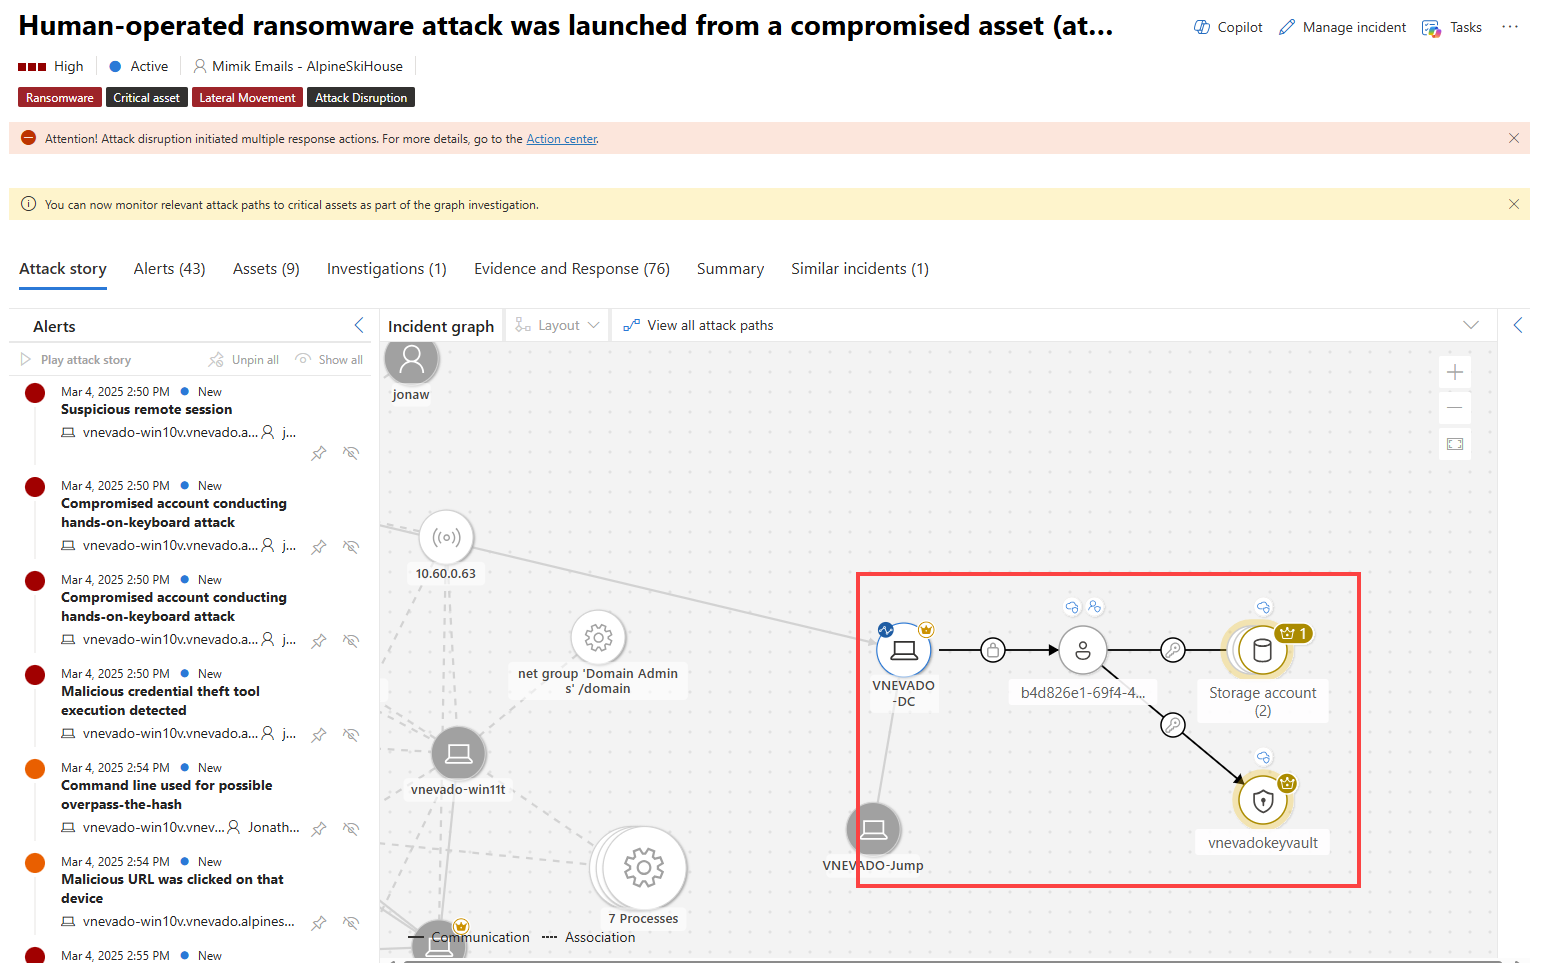 Human-operated ransomware attack was launched from a compromised asset (at...
Copilot
Manage incident
Tasks
High
Active
Mimik Emails - AlpineSkiHouse
Ransomware
Critical asset
Lateral Movement
Attack Disruption
Attention! Attack disruption initiated multiple response actions. For more details, go to the Action center.
You can now monitor relevant attack paths to critical assets as part of the graph investigation.
Attack story
Alerts (43)
Assets (9)
Investigations (1)
Evidence and Response (76)
Summary
Similar incidents (1)
Alerts
Play attack story
Unpin all
Show all
Mar 4, 2025 2:50 PM
New
Suspicious remote session
vnevado-win10v.vnevado.a...
j...
Mar 4, 2025 2:50 PM
New
Compromised account conducting
hands-on-keyboard attack
vnevado-win10v.vnevado.a...
j...
Mar 4, 2025 2:50 PM
New
Compromised account conducting
hands-on-keyboard attack
vnevado-win10v.vnevado.a...
j...
Mar 4, 2025 2:50 PM
New
Malicious credential theft tool
execution detected
vnevado-win10v.vnevado.a...
j...
Mar 4, 2025 2:54 PM
New
Command line used for possible
overpass-the-hash
vnevado-win10v.vnev...
Jonath...
Mar 4, 2025 2:54 PM
New
Malicious URL was clicked on that
device
vnevado-win10v.vnevado.alpines...
Mar 4, 2025 2:55 PM
New
Incident graph
Layout
View all attack paths
jonaw
10.60.0.63
net group 'Domain Admin
s' /domain
vnevado-win11t
7 Processes
VNEVADO
-DC
VNEVADO-Jump
b4d826e1-69f4-4...
1
Storage account
(2)
vnevadokeyvault
Communication
Association